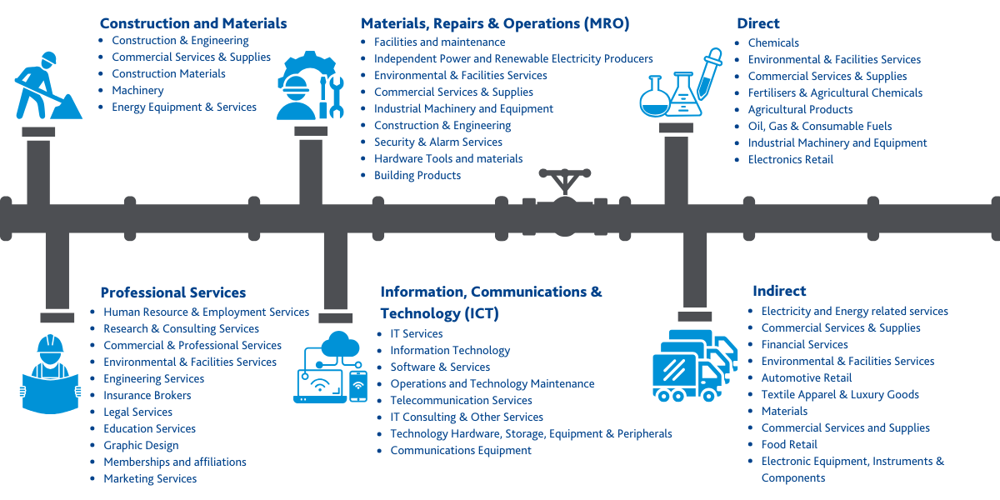 Construction and Materials
• Construction & Engineering
• Commercial Services & Supplies
• Construction Materials
• Machinery
• Energy Equipment & Services
Materials, Repairs & Operations (MRO)
• Facilities and maintenance
• Independent Power and Renewable Electricity Producers
• Environmental & Facilities Services
• Commercial Services & Supplies
• Industrial Machinery and Equipment
• Construction & Engineering
• Security & Alarm Services
• Hardware Tools and materials
• Building Products
Direct
• Chemicals
• Environmental & Facilities Services
• Commercial Services & Supplies
• Fertilisers & Agricultural Chemicals
• Agricultural Products
• Oil, Gas & Consumable Fuels
• Industrial Machinery and Equipment
• Electronics Retail
Professional Services
• Human Resource & Employment Services
• Research & Consulting Services
• Commercial & Professional Services
• Environmental & Facilities Services
• Engineering Services
• Insurance Brokers
• Legal Services
• Education Services
• Graphic Design
• Memberships and affiliations
• Marketing Services
Information, Communications &
Technology (ICT)
• IT Services
• Information Technology
• Software & Services
• Operations and Technology Maintenance
• Telecommunication Services
• IT Consulting & Other Services
• Technology Hardware, Storage, Equipment & Peripherals
• Communications Equipment
Indirect
• Electricity and Energy related services
• Commercial Services & Supplies
• Financial Services
• Environmental & Facilities Services
• Automotive Retail
• Textile Apparel & Luxury Goods
• Materials
• Commercial Services and Supplies
• Food Retail
• Electronic Equipment, Instruments &
Components